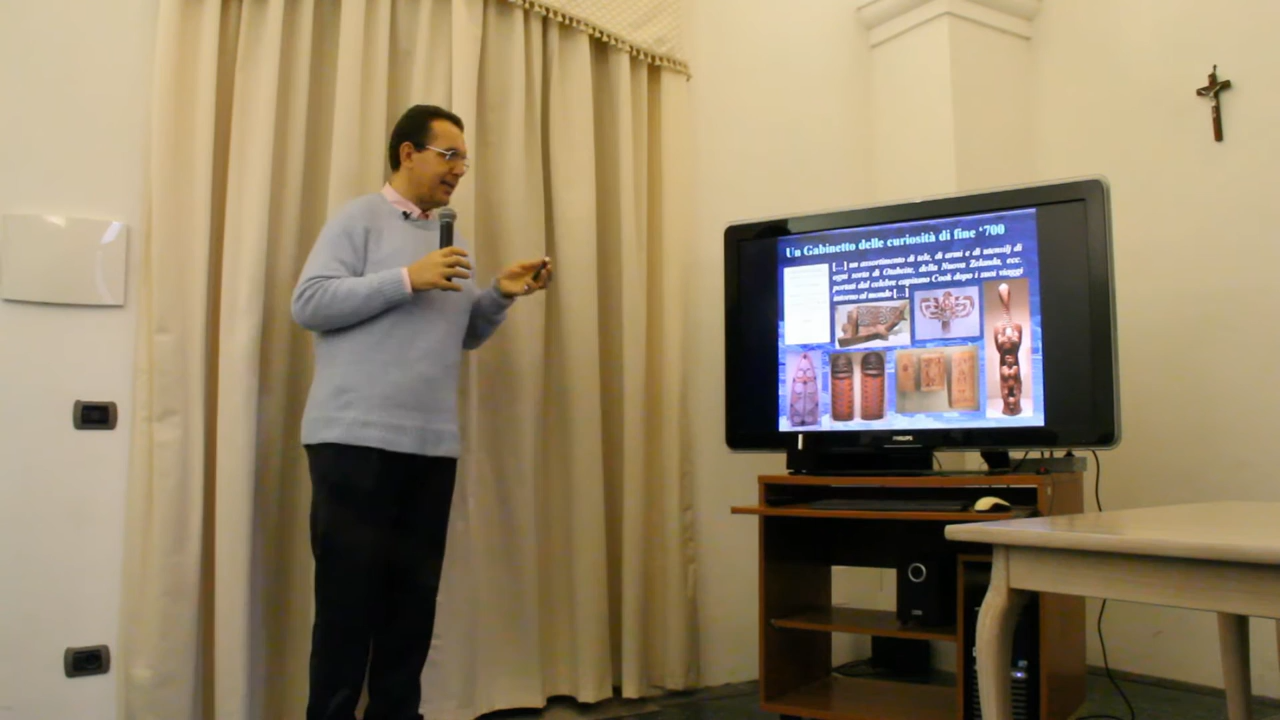 Un Gabinetto delle curiosità di fine ‘700
[…] un assortimento di tele, di armi e di utensilj di
ogni sorta di Otaheite, della Nuova Zelanda, ecc.
portati dal celebre capitano Cook dopo i suoi viaggi
intorno al mondo […]
PHILIPS